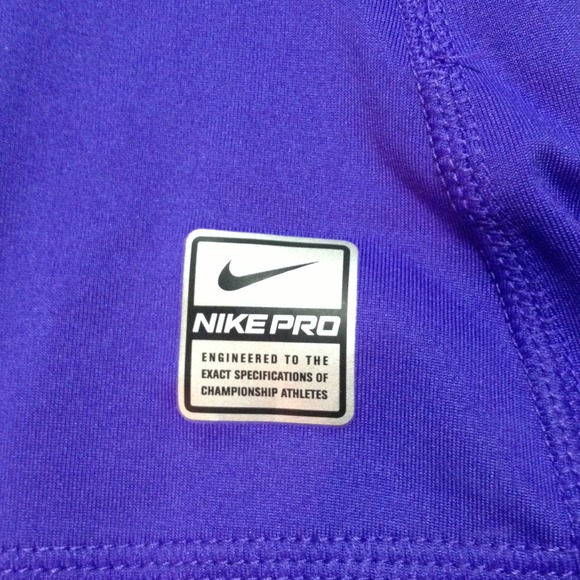 NIKE PRO
ENGINEERED TO THE
EXACT SPECIFICATIONS OF
CHAMPIONSHIP ATHLETES